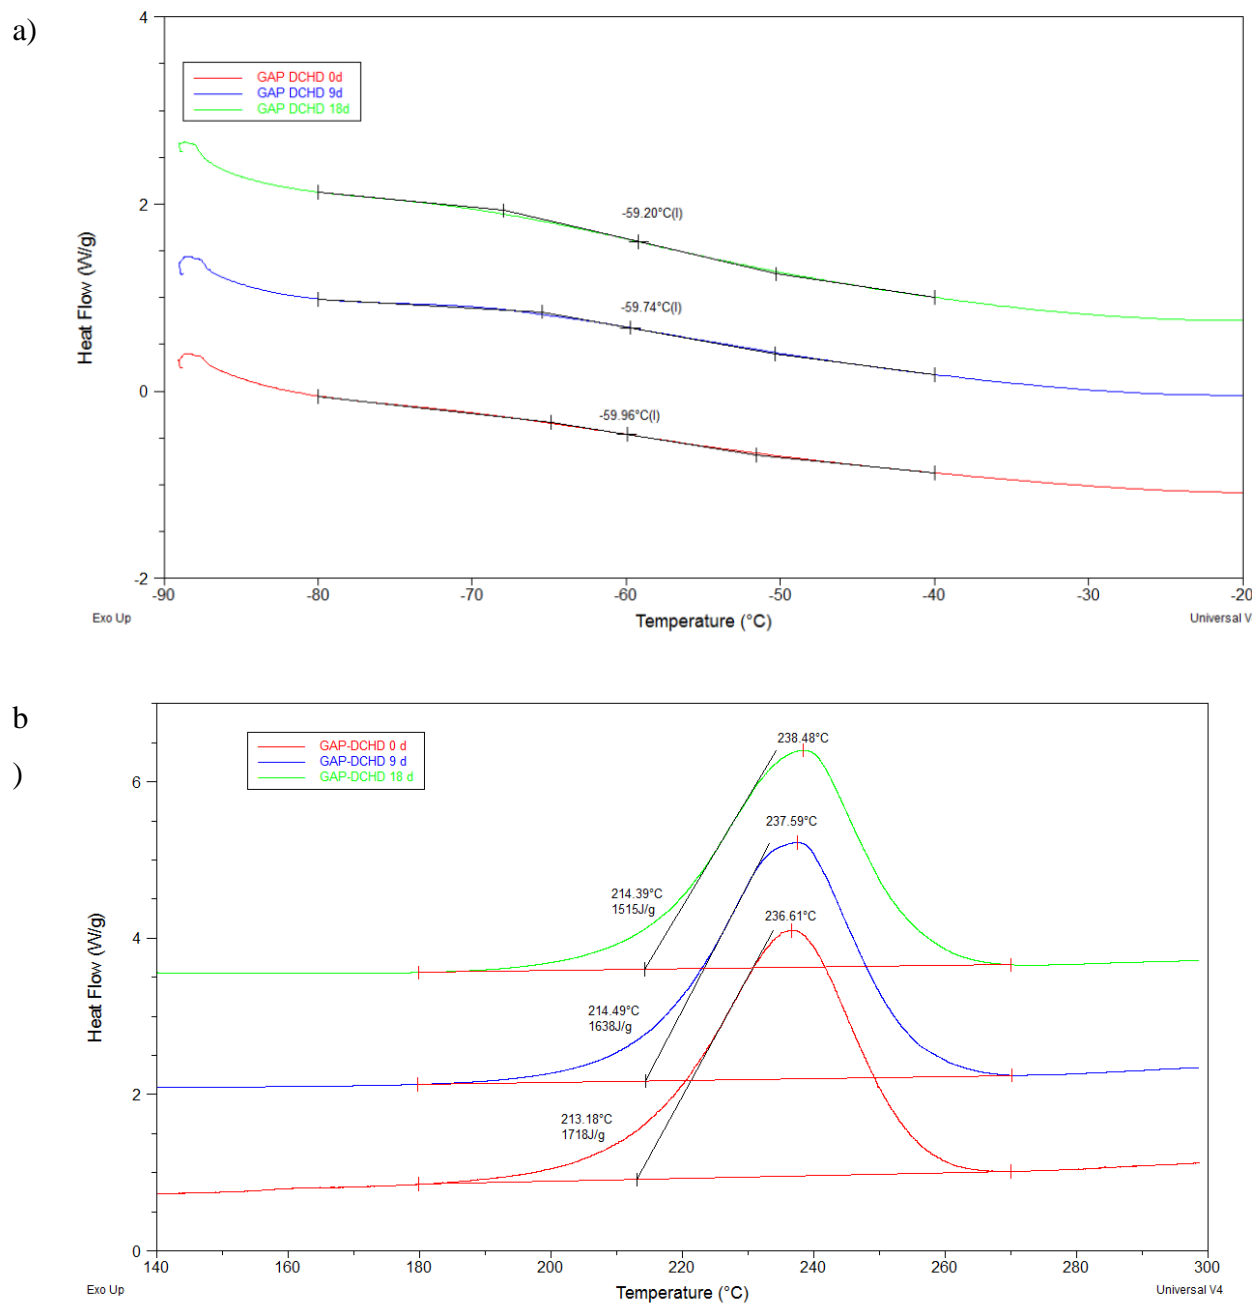 a)
4
GAP DCHD 0d
GAP DCHD 9d
GAP DCHD 18d
2
-59.20°C(I)
-59.74°C(I)
Heat Flow (W/g)
0
-59.96°C(I)
-2
-90 -80 -70 -60 -50 -40 -30 -20
Exo Up Temperature (°C) Universal V
b
)
GAP-DCHD 0 d
GAP-DCHD 9 d
GAP-DCHD 18 d
238.48°C
6
237.59°C
214.39°C
1515J/g
236.61°C
4
Heat Flow (W/g)
214.49°C
1638J/g
2
213.18°C
1718J/g
0
140 160 180 200 220 240 260 280 300
Exo Up Temperature (°C) Universal V4